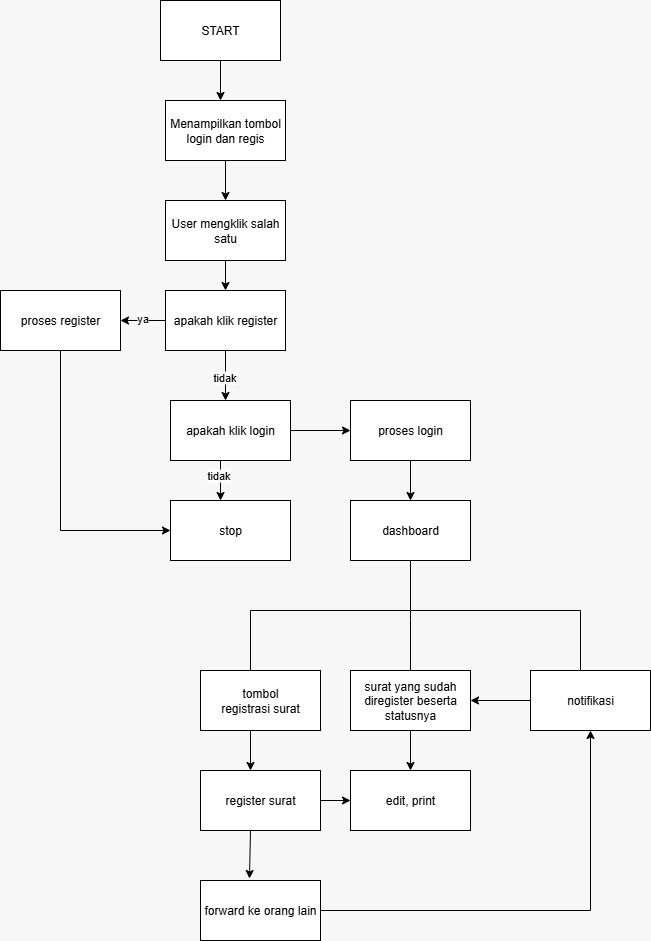 START
Menampilkan tombol
login dan regis
User mengklik salah
satu
proses register
ya
apakah klik register
tidak
apakah klik login
proses login
tidak
stop
dashboard
tombol
registrasi surat
surat yang sudah
diregister beserta
statusnya
notifikasi
register surat
edit, print
forward ke orang lain